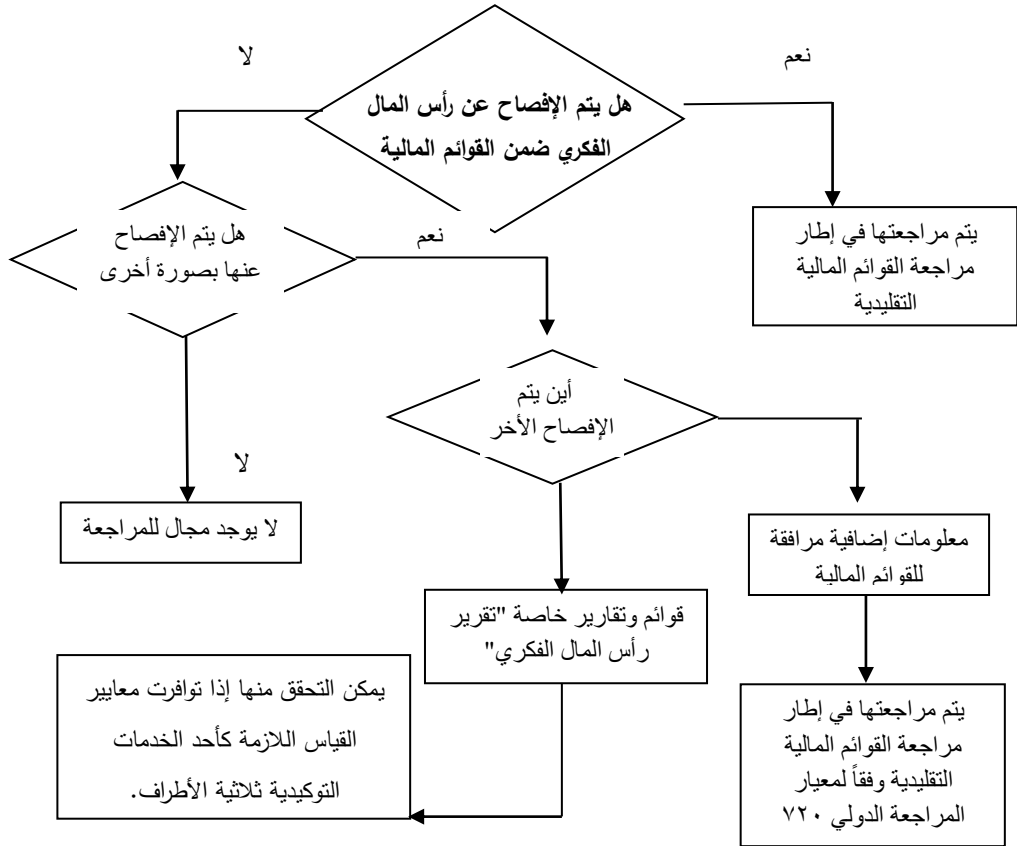 نعم
لا
هل يتم الإفصاح عن رأس المال
الفكري ضمن القوائم المالية
يتم مراجعتها في إطار
مراجعة القوائم المالية
التقليدية
هل يتم الإفصاح
عنها بصورة أخرى
نعم
أين يتم
الإفصاح الأخر
لا
لا يوجد مجال للمراجعة
معلومات إضافية مرافقة
للقوائم المالية
قوائم وتقارير خاصة "تقرير
رأس المال الفكري"
يمكن التحقق منها إذا توافرت معايير
القياس اللازمة كأحد الخدمات
التوكيدية ثلاثية الأطراف.
يتم مراجعتها في إطار
مراجعة القوائم المالية
التقليدية وفقاً لمعيار
المراجعة الدولي ٧٢٠